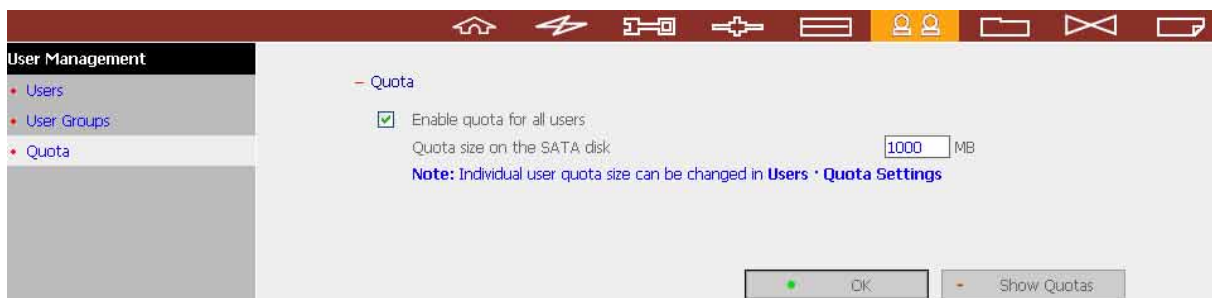 User Management
Users
User Groups
Quota
– Quota
Enable quota for all users
Quota size on the SATA disk 1000 MB
Note: Individual user quota size can be changed in Users · Quota Settings
OK Show Quotas